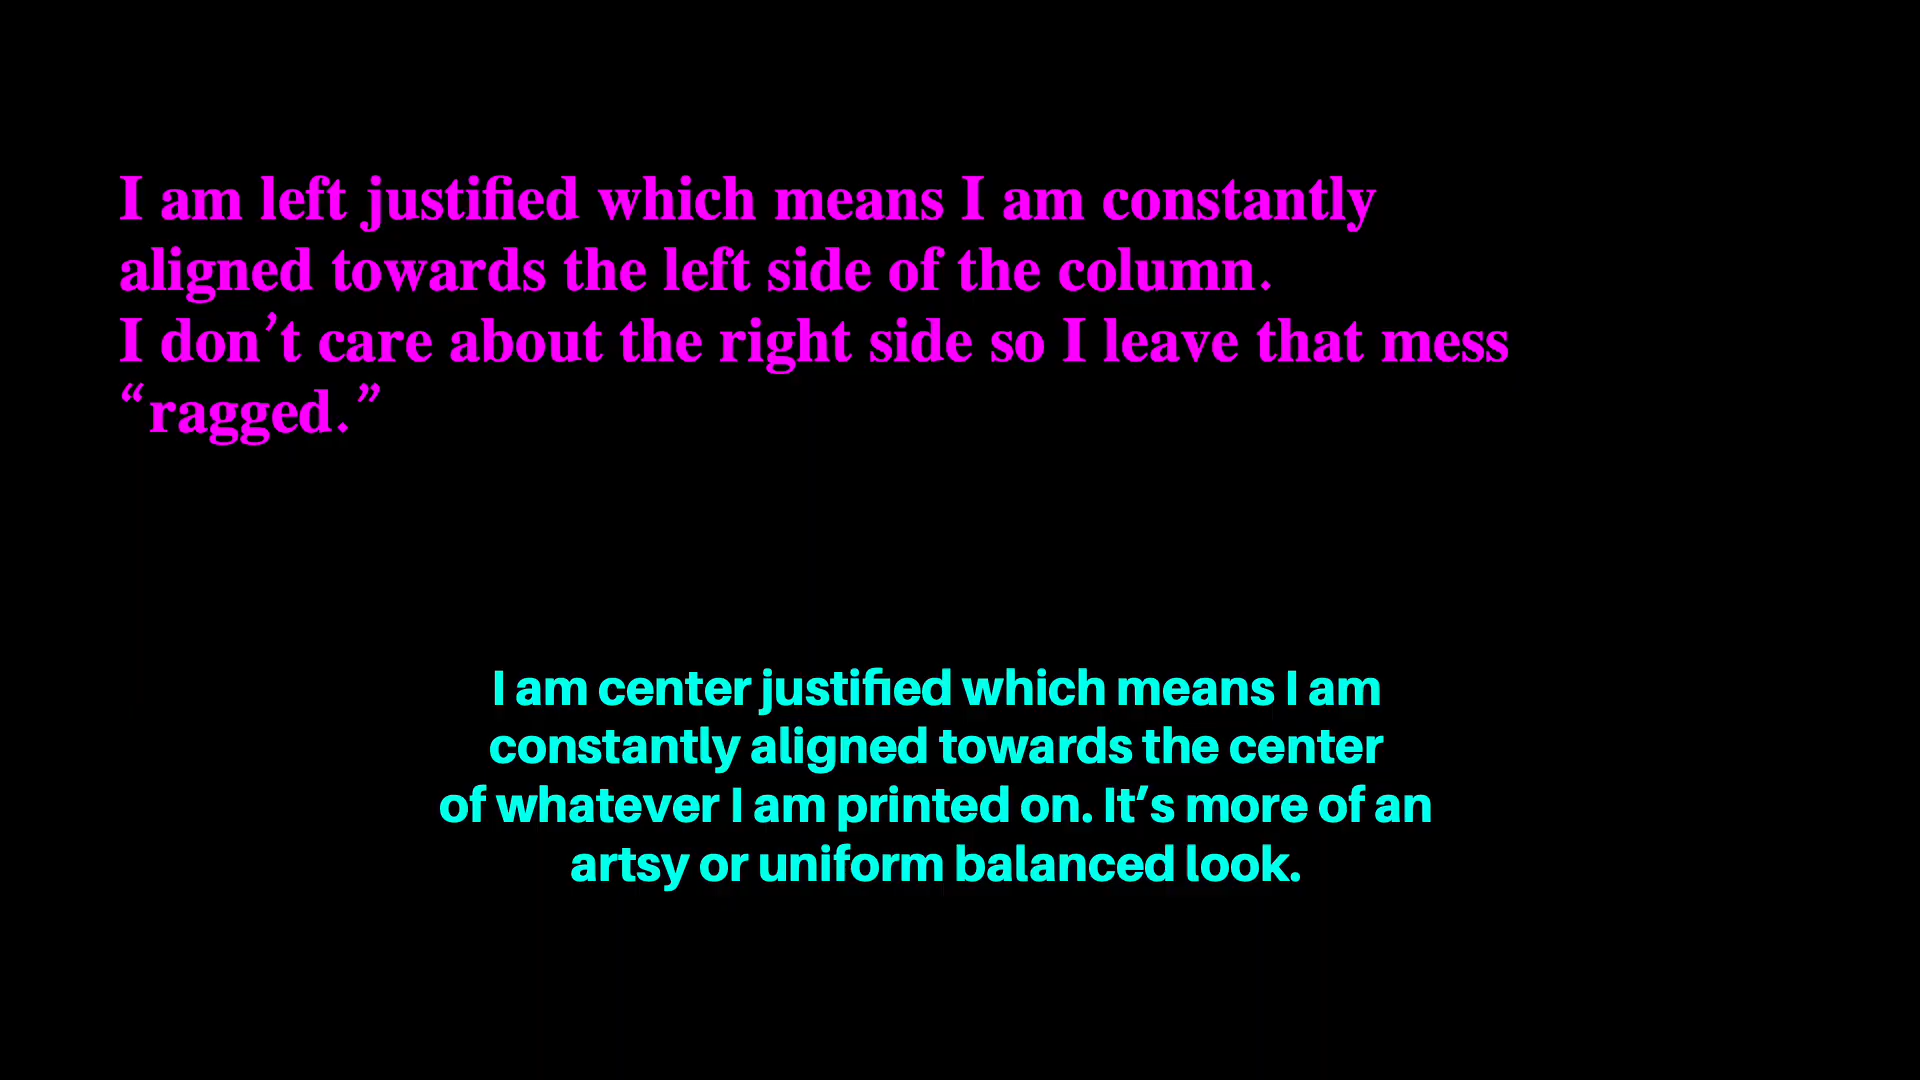 I am left justified which means I am constantly
aligned towards the left side of the column.
I don’t care about the right side so I leave that mess
“ragged.”
I am center justified which means I am
constantly aligned towards the center
of whatever I am printed on. It’s more of an
artsy or uniform balanced look.